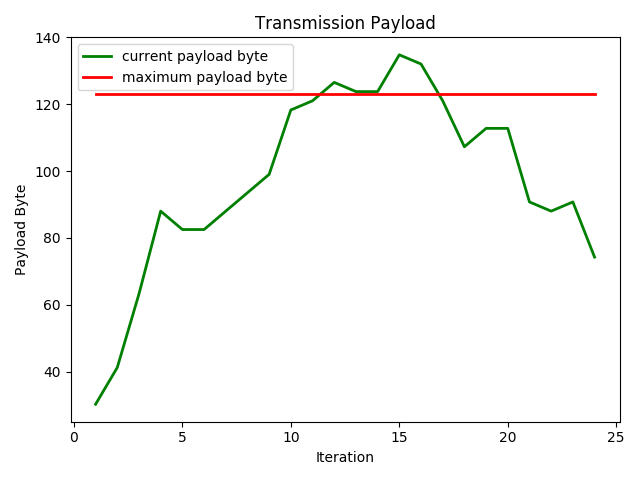 Transmission Payload
current payload byte
maximum payload byte
Payload Byte
140
120
100
80
60
40
0 5 10 15 20 25
Iteration